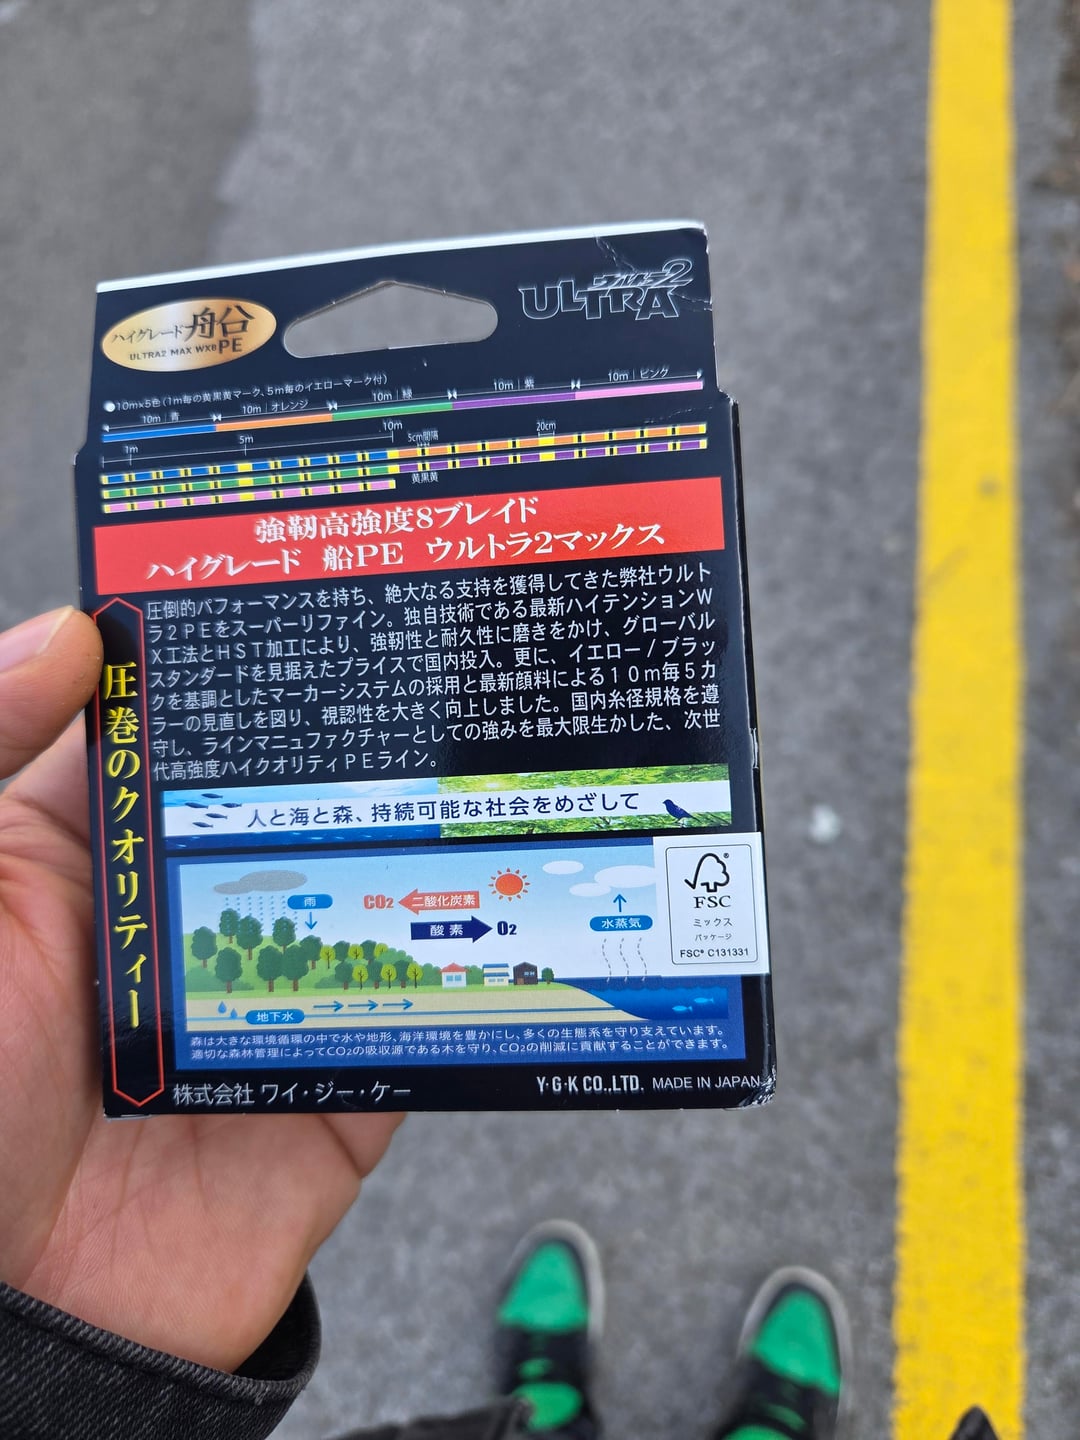 ハイグレード船
ULTRA2 MAX WX8 PE
ウルトラ2
ULTRA
●10m×5色(1m毎の黄黒黄マーク、5m毎のイエローマーク付)
10m 青
10m オレンジ
10m 緑
10m 紫
10m ピンク
1m
5m
10m
5cm間隔
20cm
黄黒黄
強靭高強度8ブレイド
ハイグレード 船PE ウルトラ2マックス
圧倒的パフォーマンスを持ち、絶大なる支持を獲得してきた弊社ウルト
ラ2PEをスーパーリファイン。独自技術である最新ハイテンションW
X工法とHST加工により、強靭性と耐久性に磨きをかけ、グローバル
スタンダードを見据えたプライスで国内投入。更に、イエロー/ブラッ
クを基調としたマーカーシステムの採用と最新顔料による10m毎5カ
ラーの見直しを図り、視認性を大きく向上しました。国内糸径規格を遵
守し、ラインマニュファクチャーとしての強みを最大限生かした、次世
代高強度ハイクオリティPEライン。
圧巻のクオリティー
人と海と森、持続可能な社会をめざして
雨
CO2
二酸化炭素
酸素
O2
水蒸気
地下水
FSC
ミックス
パッケージ
FSC® C131331
森は大きな環境循環の中で水や地形、海洋環境を豊かにし、多くの生態系を守り支えています。
適切な森林管理によってCO2の吸収源である木を守り、CO2の削減に貢献することができます。
株式会社 ワイ・ジー・ケー
Y・G・K CO.,LTD. MADE IN JAPAN